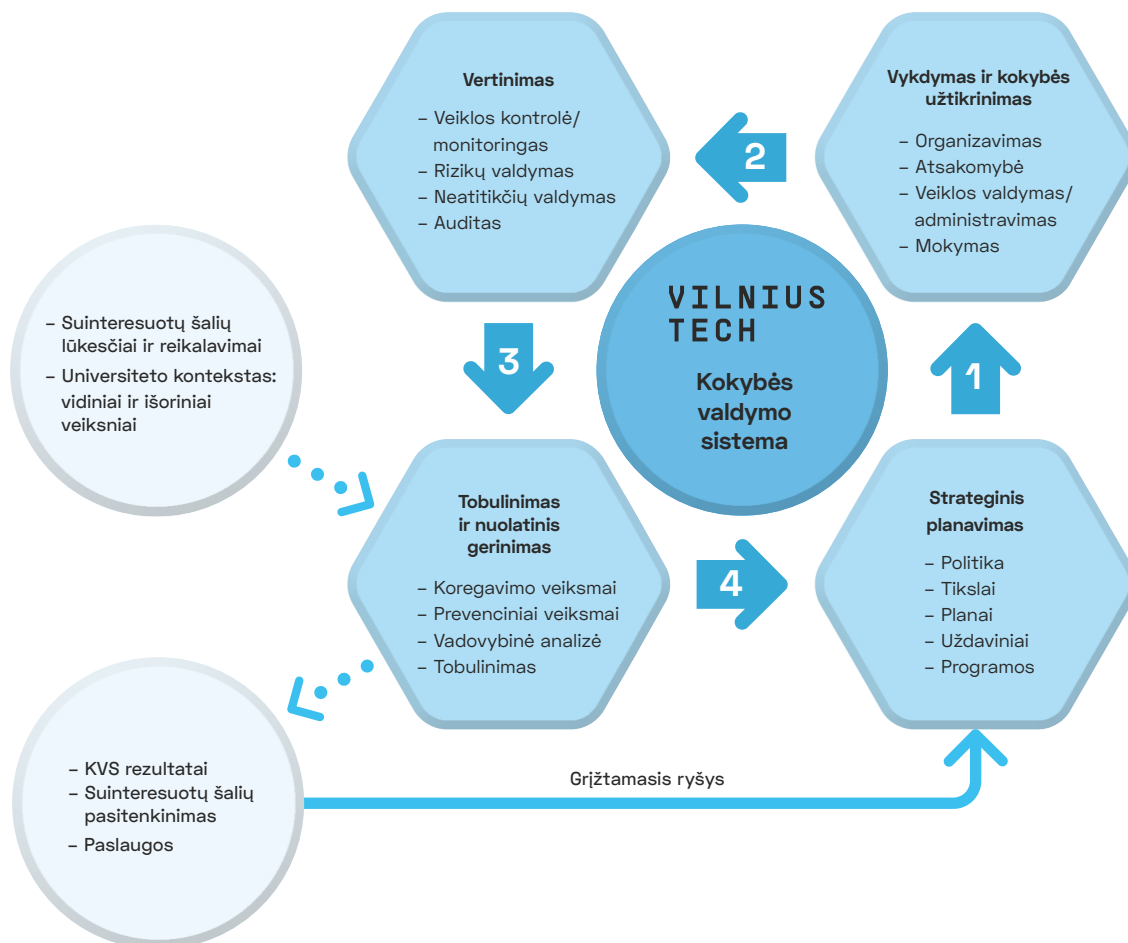 Vertinimas
– Veiklos kontrolė/
monitoringas
– Rizikų valdymas
– Neatitikčių valdymas
– Auditas
2
Vykdymas ir kokybės
užtikrinimas
– Organizavimas
– Atsakomybė
– Veiklos valdymas/
administravimas
– Mokymas
– Suinteresuotų šalių
lūkesčiai ir reikalavimai
– Universiteto kontekstas:
vidiniai ir išoriniai
veiksniai
3
VILNIUS
TECH
Kokybės
valdymo
sistema
1
Tobulinimas
ir nuolatinis
gerinimas
– Koregavimo veiksmai
– Prevenciniai veiksmai
– Vadovybinė analizė
– Tobulinimas
4
Strateginis
planavimas
– Politika
– Tikslai
– Planai
– Uždaviniai
– Programos
– KVS rezultatai
– Suinteresuotų šalių
pasitenkinimas
– Paslaugos
Grįžtamasis ryšys